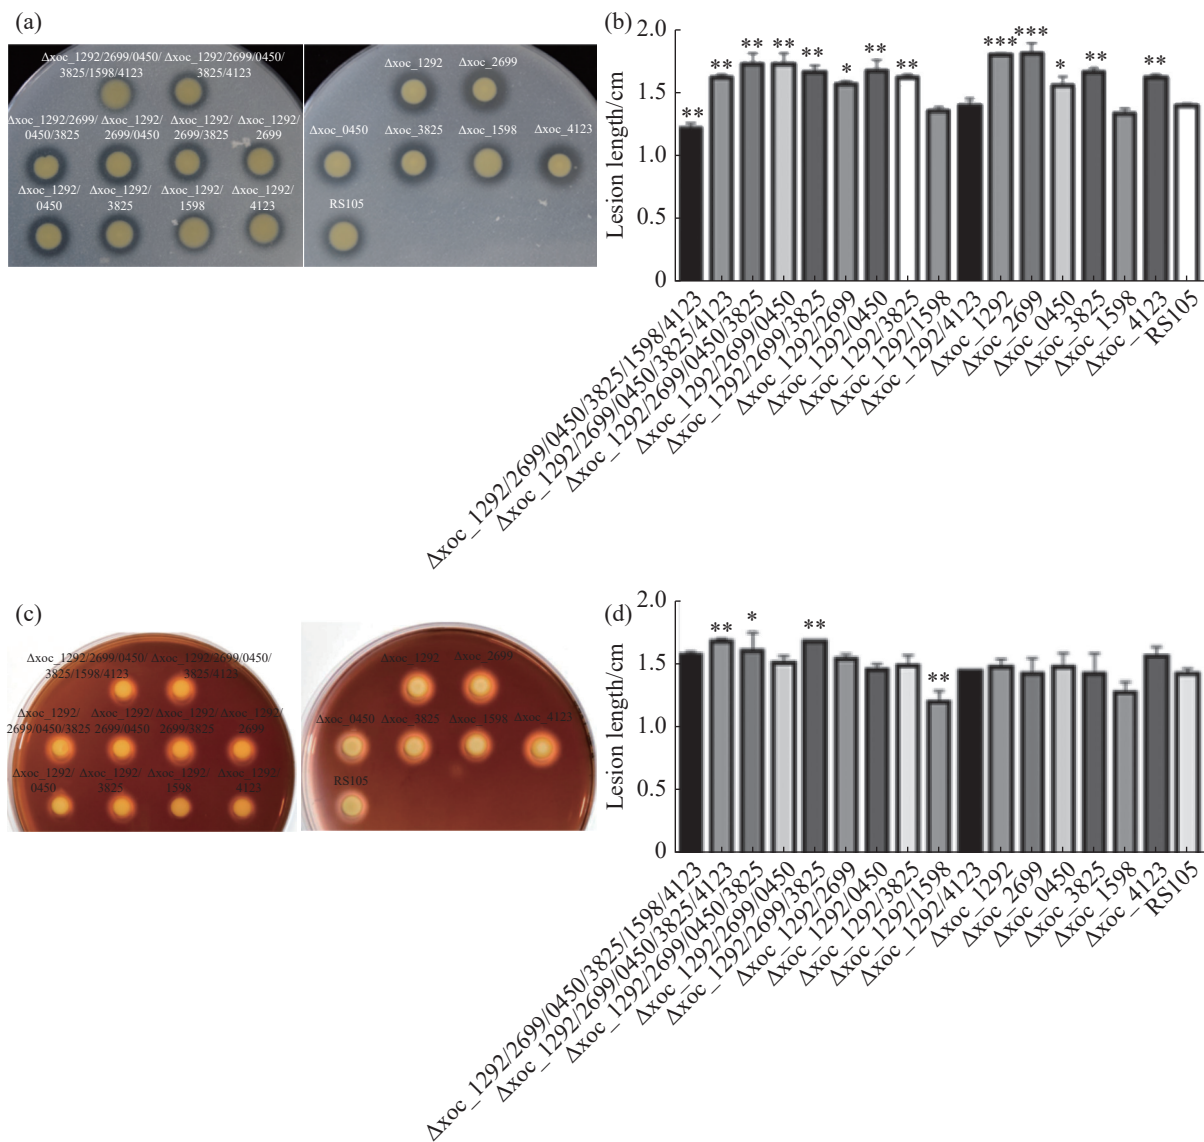 (a)
Δxoc_1292/2699/0450/
3825/1598/4123
Δxoc_1292/2699/0450/
3825/4123
Δxoc_1292/2699/
0450/3825
Δxoc_1292/
2699/0450
Δxoc_1292/
2699/3825
Δxoc_1292/
2699
Δxoc_1292/
0450
Δxoc_1292/
3825
Δxoc_1292/
1598
Δxoc_1292/
4123
Δxoc_1292
Δxoc_2699
Δxoc_0450
Δxoc_3825
Δxoc_1598
Δxoc_4123
RS105
(b)
Lesion length/cm
2.0
1.5
1.0
0.5
0
**
**
**
**
**
*
**
**
***
***
*
**
**
Δxoc_1292/2699/0450/3825/1598/4123
Δxoc_1292/2699/0450/3825/4123
Δxoc_1292/2699/0450/3825
Δxoc_1292/2699/0450
Δxoc_1292/2699/3825
Δxoc_1292/2699
Δxoc_1292/0450
Δxoc_1292/3825
Δxoc_1292/1598
Δxoc_1292/4123
Δxoc_1292
Δxoc_2699
Δxoc_0450
Δxoc_3825
Δxoc_1598
Δxoc_4123
RS105
(c)
Δxoc_1292/2699/0450/
3825/1598/4123
Δxoc_1292/2699/0450/
3825/4123
Δxoc_1292/
2699/0450/3825
Δxoc_1292/
2699/0450
Δxoc_1292/
2699/3825
Δxoc_1292/
2699
Δxoc_1292/
0450
Δxoc_1292/
3825
Δxoc_1292/
1598
Δxoc_1292/
4123
Δxoc_1292
Δxoc_2699
Δxoc_0450
Δxoc_3825
Δxoc_1598
Δxoc_4123
RS105
(d)
Lesion length/cm
2.0
1.5
1.0
0.5
0
**
*
**
**
Δxoc_1292/2699/0450/3825/1598/4123
Δxoc_1292/2699/0450/3825/4123
Δxoc_1292/2699/0450/3825
Δxoc_1292/2699/0450
Δxoc_1292/2699/3825
Δxoc_1292/2699
Δxoc_1292/0450
Δxoc_1292/3825
Δxoc_1292/1598
Δxoc_1292/4123
Δxoc_1292
Δxoc_2699
Δxoc_0450
Δxoc_3825
Δxoc_1598
Δxoc_4123
RS105